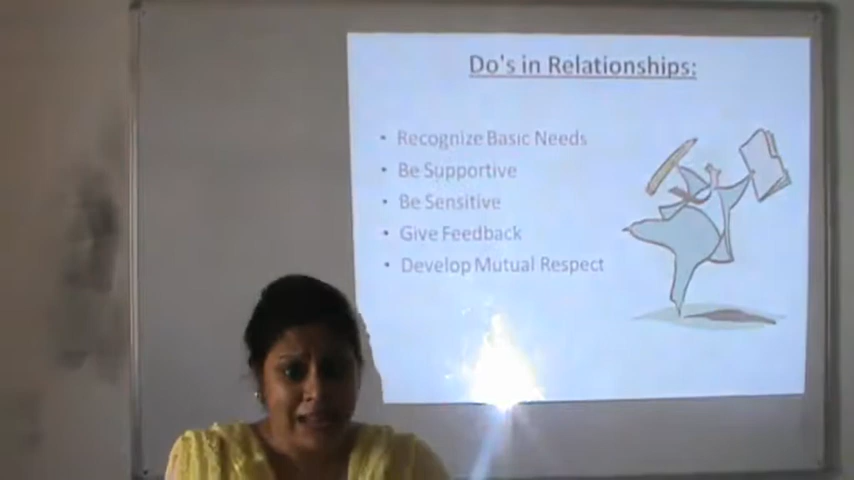 Do's in Relationships:
• Recognize Basic Needs
• Be Supportive
• Be Sensitive
• Give Feedback
• Develop Mutual Respect